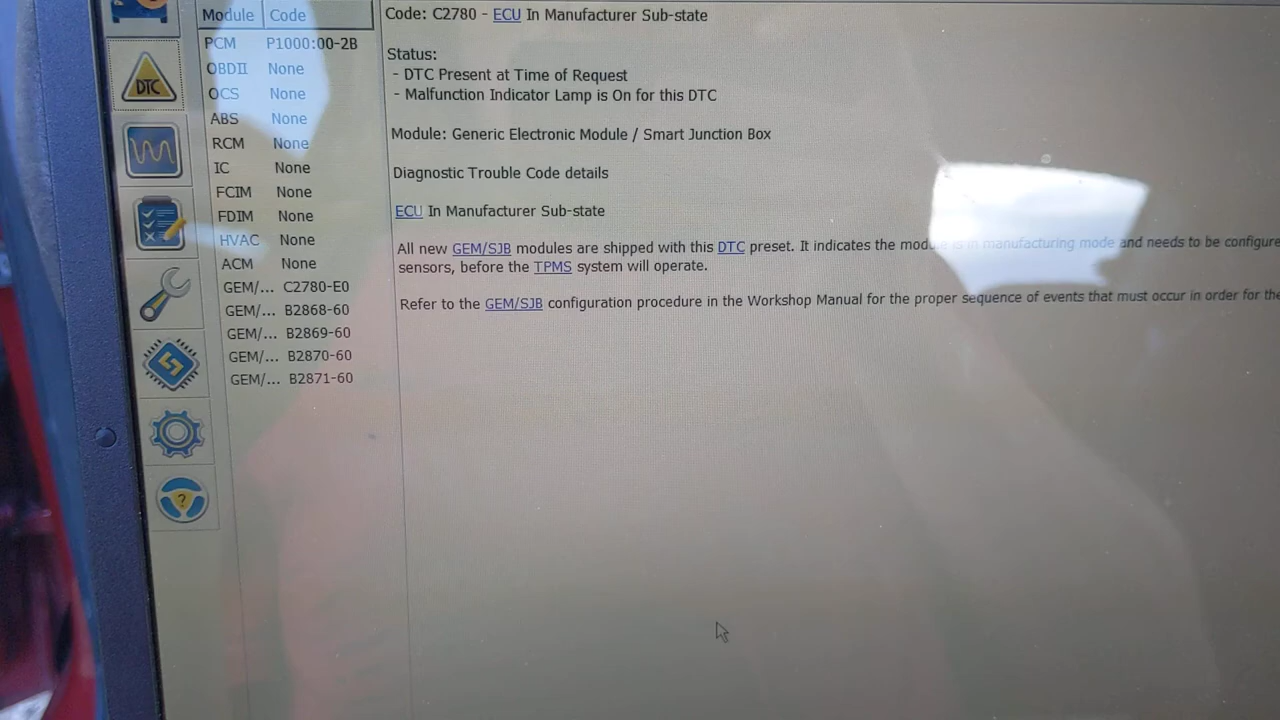 Module Code
PCM P1000:00-2B
OBDII None
OCS None
ABS None
RCM None
IC None
FCIM None
FDIM None
HVAC None
ACM None
GEM/... C2780-E0
GEM/... B2868-60
GEM/... B2869-60
GEM/... B2870-60
GEM/... B2871-60
DTC
?
Code: C2780 - ECU In Manufacturer Sub-state
Status:
- DTC Present at Time of Request
- Malfunction Indicator Lamp is On for this DTC
Module: Generic Electronic Module / Smart Junction Box
Diagnostic Trouble Code details
ECU In Manufacturer Sub-state
All new GEM/SJB modules are shipped with this DTC preset. It indicates the module is in manufacturing mode and needs to be configure
sensors, before the TPMS system will operate.
Refer to the GEM/SJB configuration procedure in the Workshop Manual for the proper sequence of events that must occur in order for the